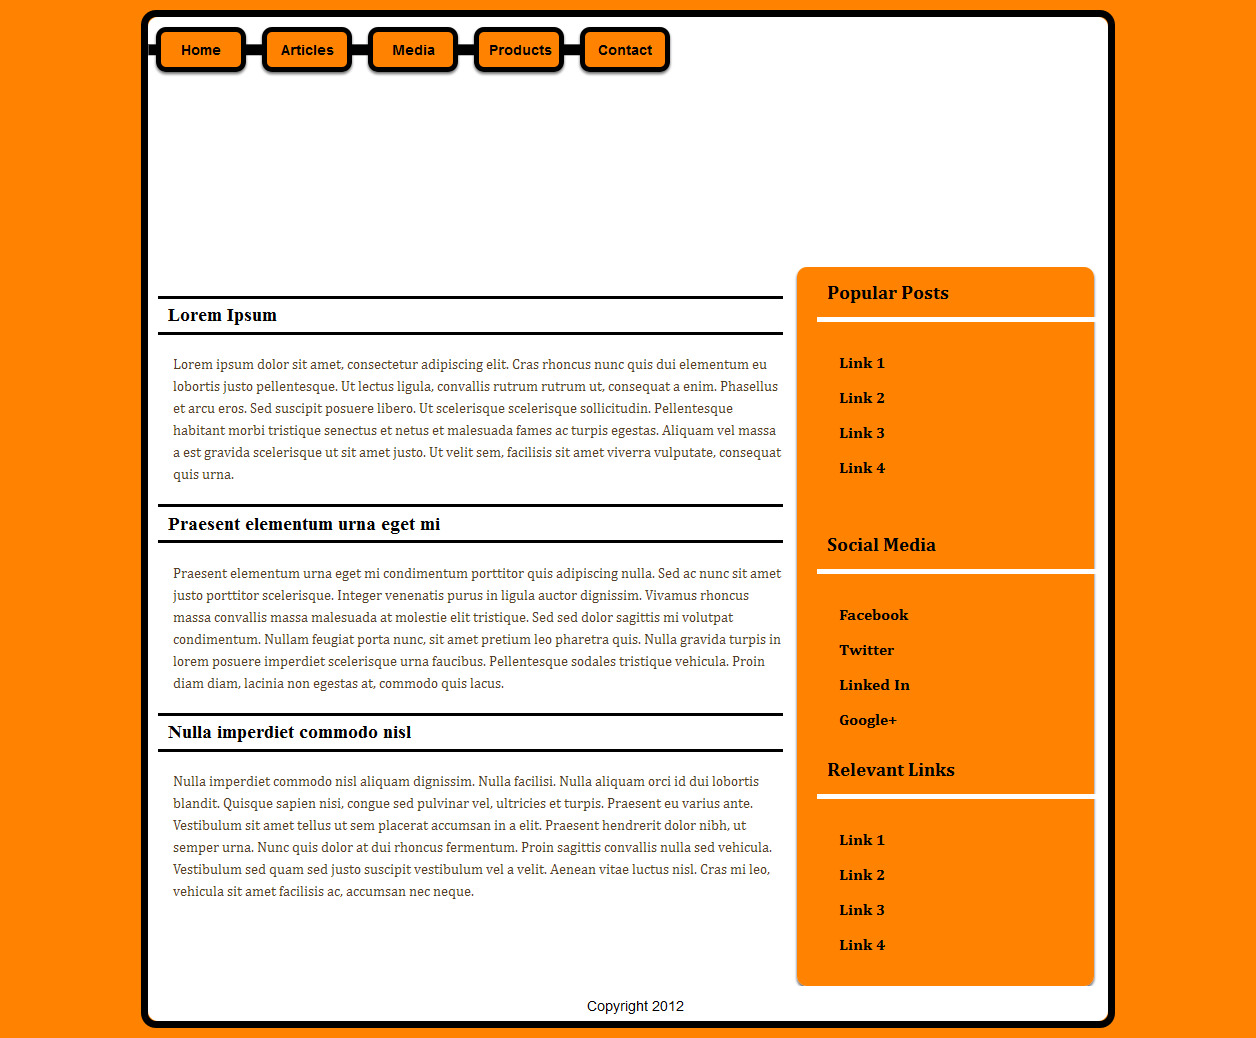 Home Articles Media Products Contact
Lorem Ipsum
Lorem ipsum dolor sit amet, consectetur adipiscing elit. Cras rhoncus nunc quis dui elementum eu
lobortis justo pellentesque. Ut lectus ligula, convallis rutrum rutrum ut, consequat a enim. Phasellus
et arcu eros. Sed suscipit posuere libero. Ut scelerisque scelerisque sollicitudin. Pellentesque
habitant morbi tristique senectus et netus et malesuada fames ac turpis egestas. Aliquam vel massa
a est gravida scelerisque ut sit amet justo. Ut velit sem, facilisis sit amet viverra vulputate, consequat
quis urna.
Praesent elementum urna eget mi
Praesent elementum urna eget mi condimentum porttitor quis adipiscing nulla. Sed ac nunc sit amet
justo porttitor scelerisque. Integer venenatis purus in ligula auctor dignissim. Vivamus rhoncus
massa convallis massa malesuada at molestie elit tristique. Sed sed dolor sagittis mi volutpat
condimentum. Nullam feugiat porta nunc, sit amet pretium leo pharetra quis. Nulla gravida turpis in
lorem posuere imperdiet scelerisque urna faucibus. Pellentesque sodales tristique vehicula. Proin
diam diam, lacinia non egestas at, commodo quis lacus.
Nulla imperdiet commodo nisl
Nulla imperdiet commodo nisl aliquam dignissim. Nulla facilisi. Nulla aliquam orci id dui lobortis
blandit. Quisque sapien nisi, congue sed pulvinar vel, ultricies et turpis. Praesent eu varius ante.
Vestibulum sit amet tellus ut sem placerat accumsan in a elit. Praesent hendrerit dolor nibh, ut
semper urna. Nunc quis dolor at dui rhoncus fermentum. Proin sagittis convallis nulla sed vehicula.
Vestibulum sed quam sed justo suscipit vestibulum vel a velit. Aenean vitae luctus nisl. Cras mi leo,
vehicula sit amet facilisis ac, accumsan nec neque.
Popular Posts
Link 1
Link 2
Link 3
Link 4
Social Media
Facebook
Twitter
Linked In
Google+
Relevant Links
Link 1
Link 2
Link 3
Link 4
Copyright 2012